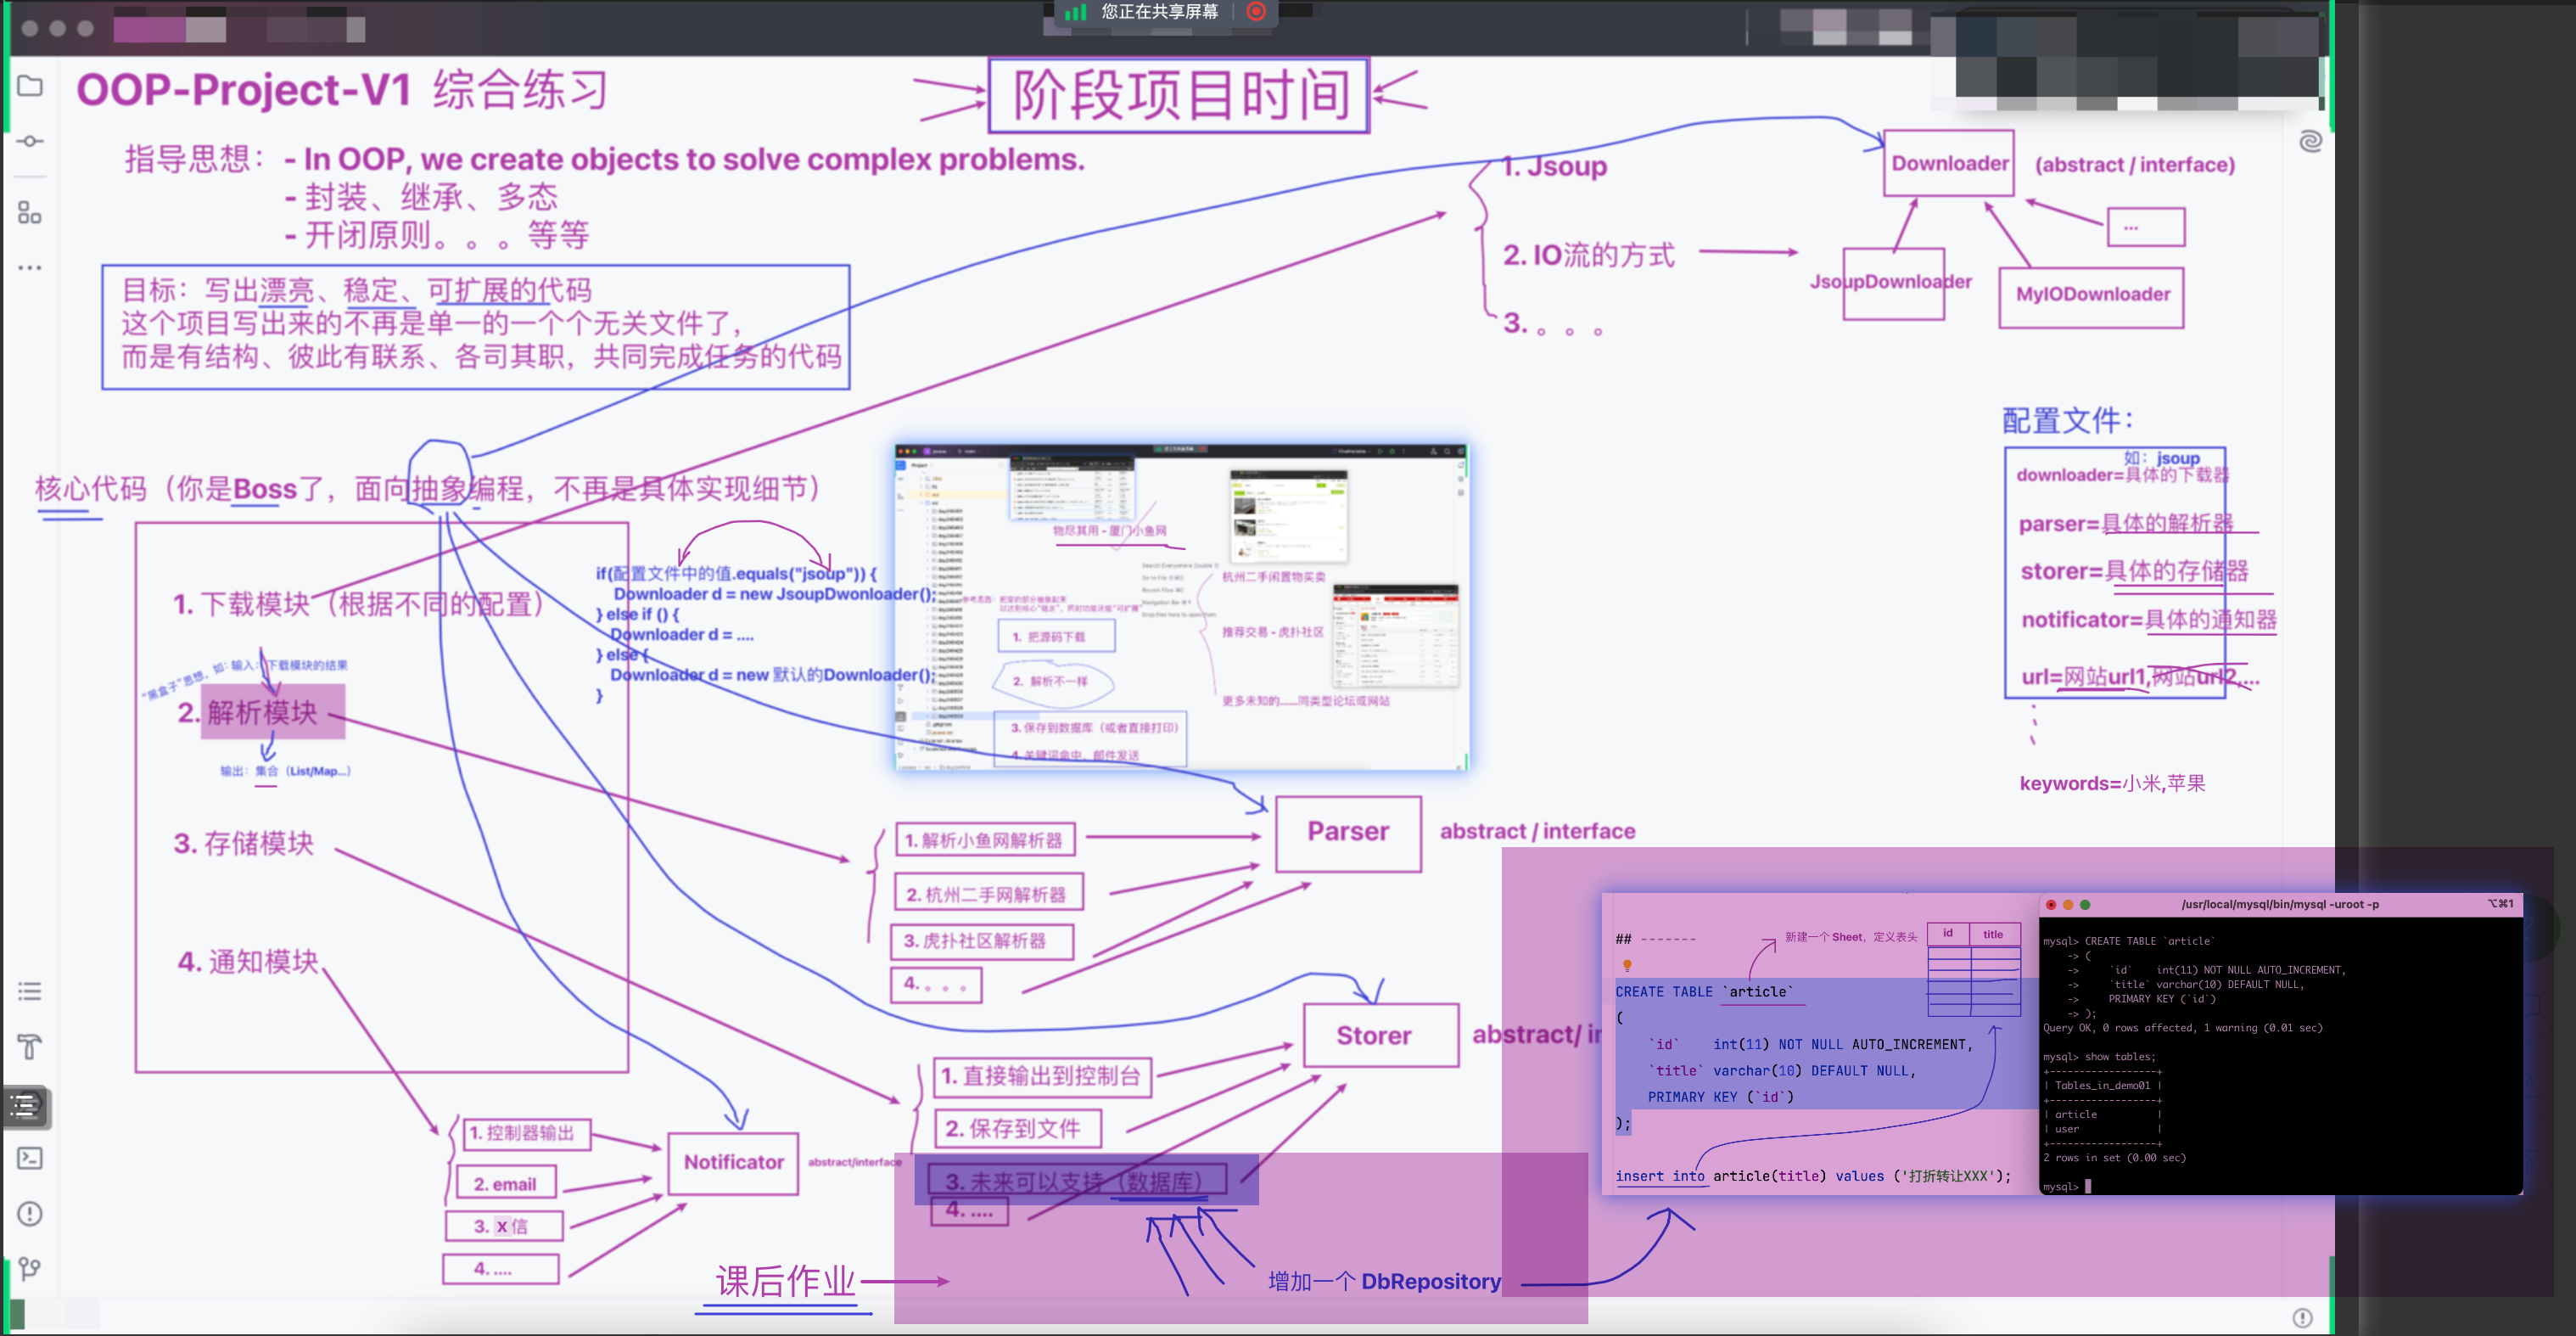 您正在共享屏幕
OOP-Project-V1 综合练习
阶段项目时间
指导思想：- In OOP, we create objects to solve complex problems.
- 封装、继承、多态
- 开闭原则。。。等等
目标：写出漂亮、稳定、可扩展的代码
这个项目写出来的不再是单一的一个个无关文件了，
而是有结构、彼此有联系、各司其职，共同完成任务的代码
1. Jsoup
2. IO流的方式
3. 。。。
Downloader
(abstract / interface)
...
JsoupDownloader
MyIODownloader
配置文件：
如：jsoup
downloader=具体的下载器
parser=具体的解析器
storer=具体的存储器
notificator=具体的通知器
url=网站url1,网站url2,...
keywords=小米,苹果
核心代码（你是Boss了，面向抽象编程，不再是具体实现细节）
1. 下载模块（根据不同的配置）
"黑盒子"思想，如：输入：下载模块的结果
2. 解析模块
输出：集合（List/Map...）
3. 存储模块
4. 通知模块
if(配置文件中的值.equals("jsoup")) {
Downloader d = new JsoupDwonloader();
} else if () {
Downloader d = ....
} else {
Downloader d = new 默认的Downloader();
}
Project
物尽其用 - 厦门小鱼网
Search Everywhere Double
Go to File
Recent Files
Navigation Bar
Drop files here to open them
杭州二手闲置物买卖
1. 把源码下载
推荐交易 - 虎扑社区
2. 解析不一样
更多未知的......同类型论坛或网站
3. 保存到数据库（或者直接打印）
4. 关键词命中，邮件发送
1. 解析小鱼网解析器
2. 杭州二手网解析器
3. 虎扑社区解析器
4. 。。。
Parser
abstract / interface
Storer
abstract/ in
1. 直接输出到控制台
2. 保存到文件
3. 未来可以支持（数据库）
4. ....
1. 控制器输出
2. email
3. X信
4. ....
Notificator
abstract/interface
课后作业
增加一个 DbRepository
## -------
新建一个 Sheet，定义表头
id title
CREATE TABLE `article`
(
`id` int(11) NOT NULL AUTO_INCREMENT,
`title` varchar(10) DEFAULT NULL,
PRIMARY KEY (`id`)
);
insert into article(title) values ('打折转让XXX');
/usr/local/mysql/bin/mysql -uroot -p
⌥⌘1
mysql> CREATE TABLE `article`
-> (
-> `id` int(11) NOT NULL AUTO_INCREMENT,
-> `title` varchar(10) DEFAULT NULL,
-> PRIMARY KEY (`id`)
-> );
Query OK, 0 rows affected, 1 warning (0.01 sec)
mysql> show tables;
+------------------+
| Tables_in_demo01 |
+------------------+
| article |
| user |
+------------------+
2 rows in set (0.00 sec)
mysql>